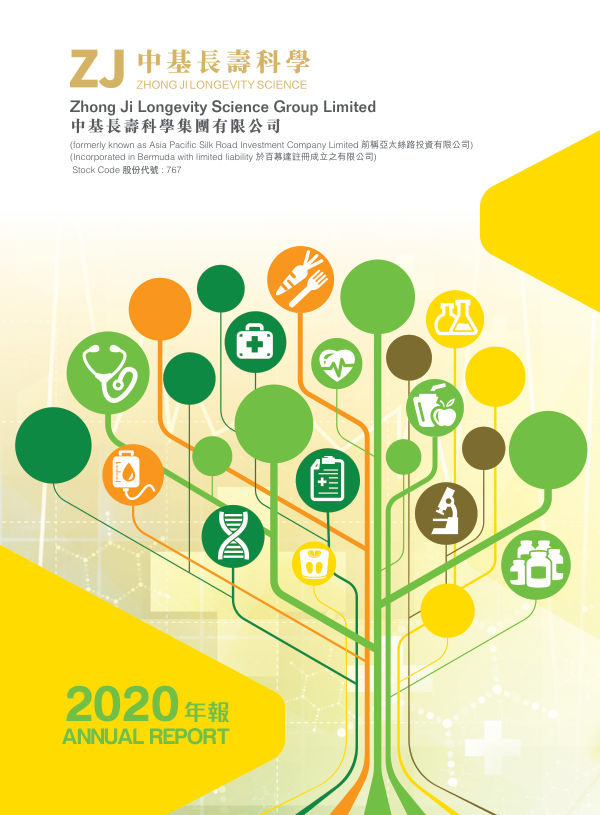 ZJ 中基長壽科學
ZHONG JI LONGEVITY SCIENCE
Zhong Ji Longevity Science Group Limited
中基長壽科學集團有限公司
(formerly known as Asia Pacific Silk Road Investment Company Limited 前稱亞太絲路投資有限公司)
(Incorporated in Bermuda with limited liability 於百慕達註冊成立之有限公司)
Stock Code 股份代號 : 767
2020 年報
ANNUAL REPORT